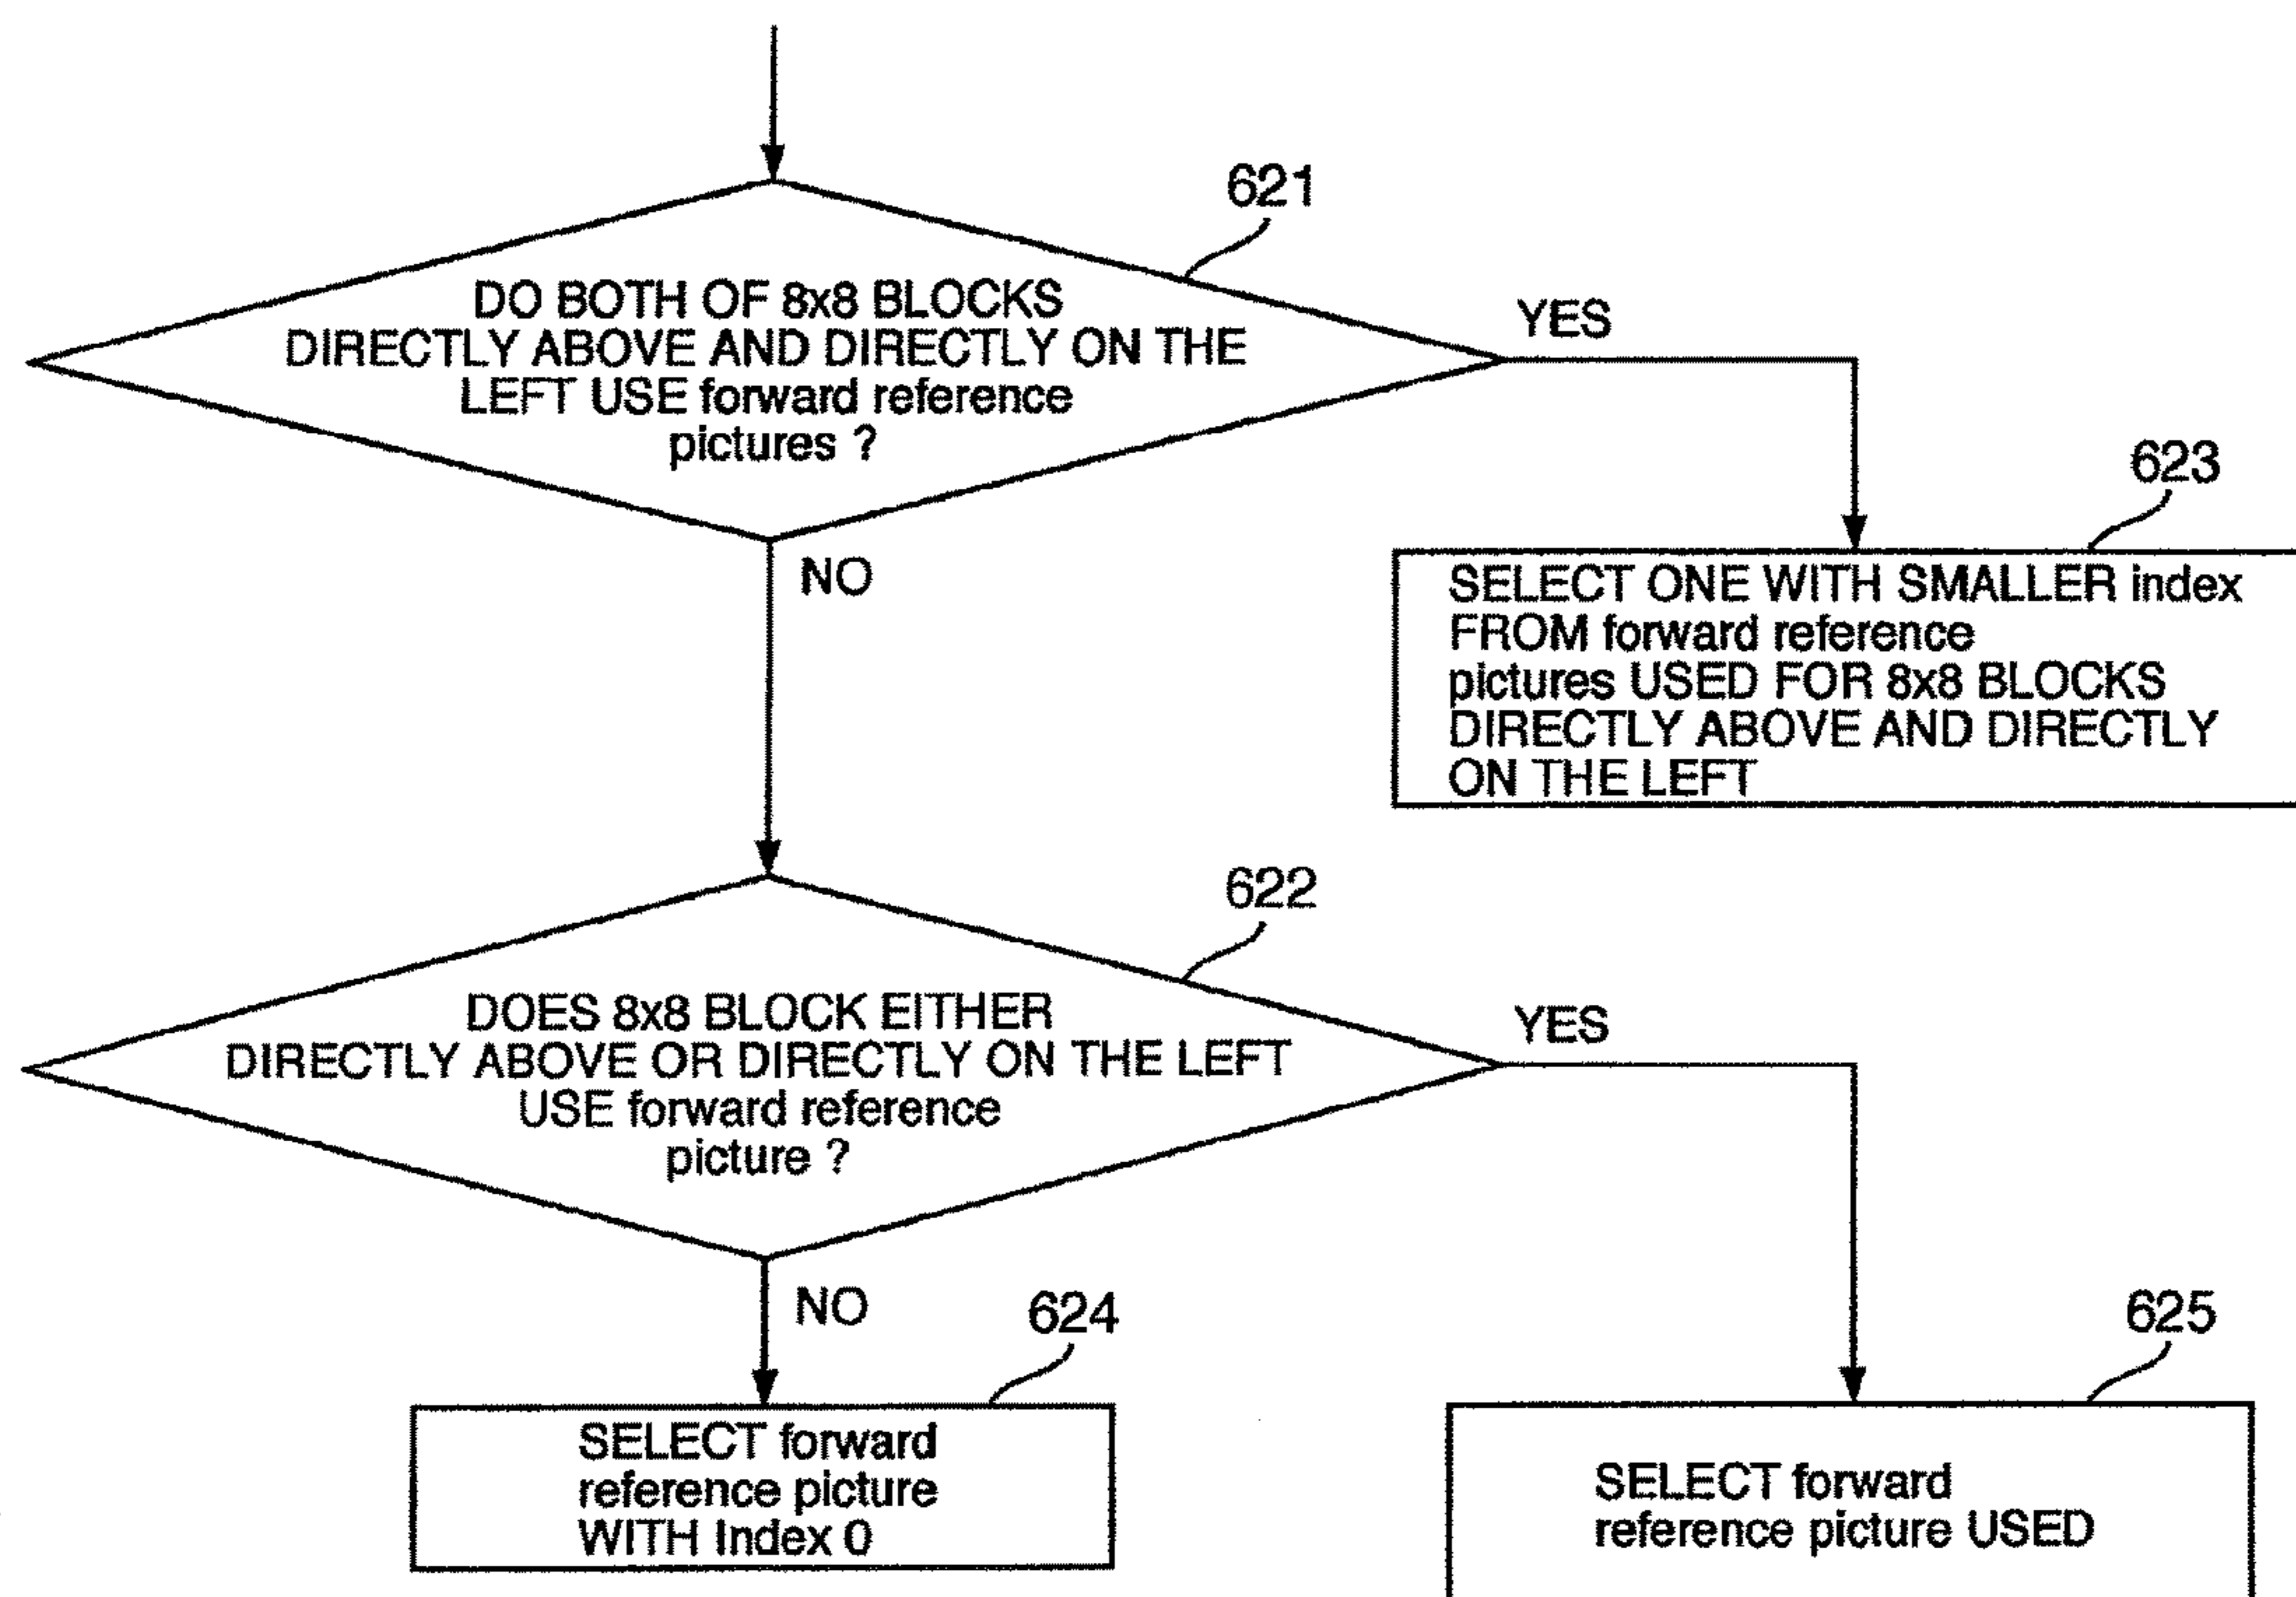 621
DO BOTH OF 8x8 BLOCKS
DIRECTLY ABOVE AND DIRECTLY ON THE
LEFT USE forward reference
pictures ?
YES
NO
623
SELECT ONE WITH SMALLER index
FROM forward reference
pictures USED FOR 8x8 BLOCKS
DIRECTLY ABOVE AND DIRECTLY
ON THE LEFT
622
DOES 8x8 BLOCK EITHER
DIRECTLY ABOVE OR DIRECTLY ON THE LEFT
USE forward reference
picture ?
YES
NO
624
SELECT forward
reference picture
WITH Index 0
625
SELECT forward
reference picture USED